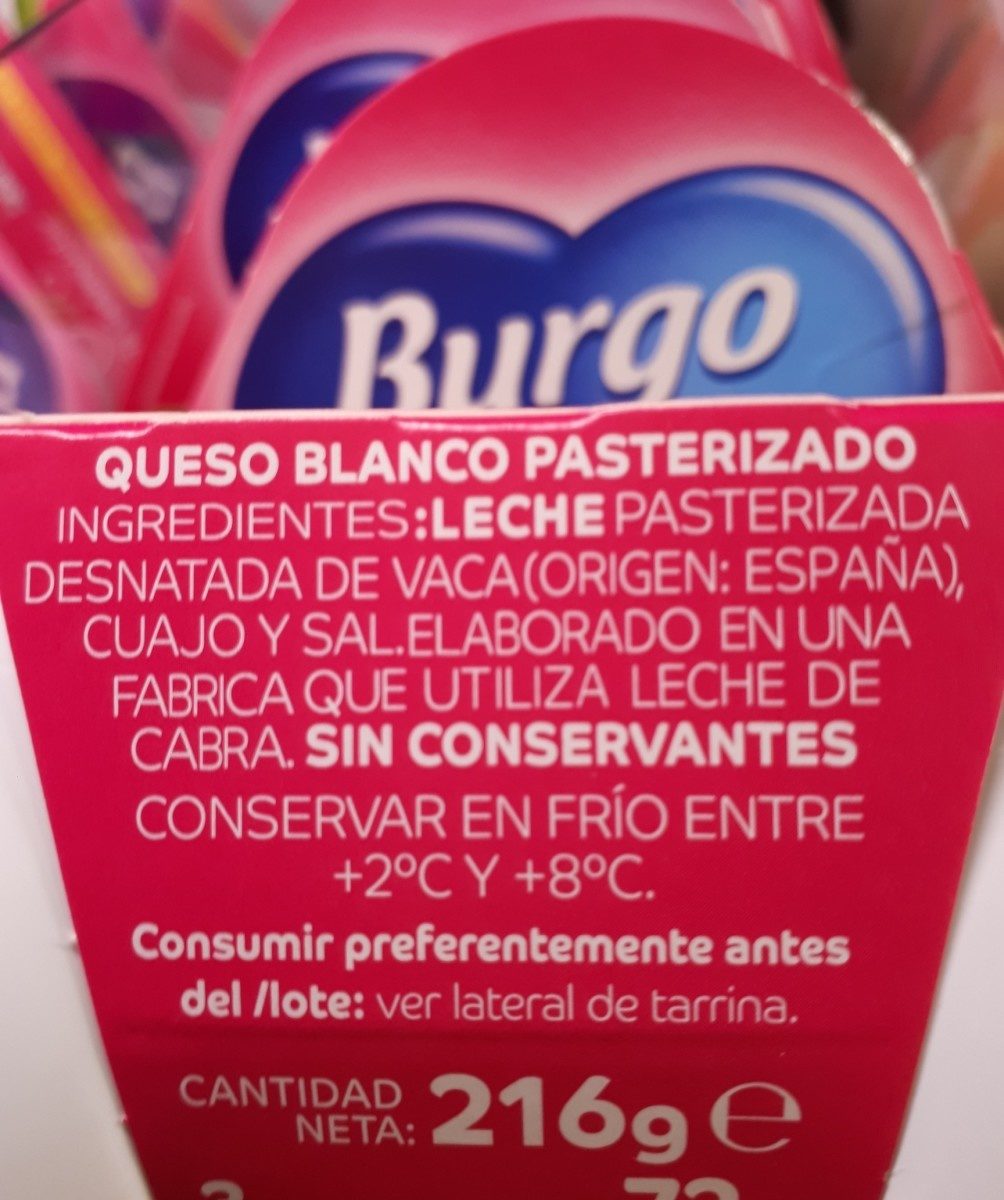 Burgo
QUESO BLANCO PASTERIZADO
INGREDIENTES:LECHE PASTERIZADA
DESNATADA DE VACA (ORIGEN: ESPAÑA),
CUAJO Y SAL.ELABORADO EN UNA
FABRICA QUE UTILIZA LECHE DE
CABRA. SIN CONSERVANTES
CONSERVAR EN FRÍO ENTRE
+2ºC Y +8ºC.
Consumir preferentemente antes
del /lote: ver lateral de tarrina.
CANTIDAD
NETA: 216g e